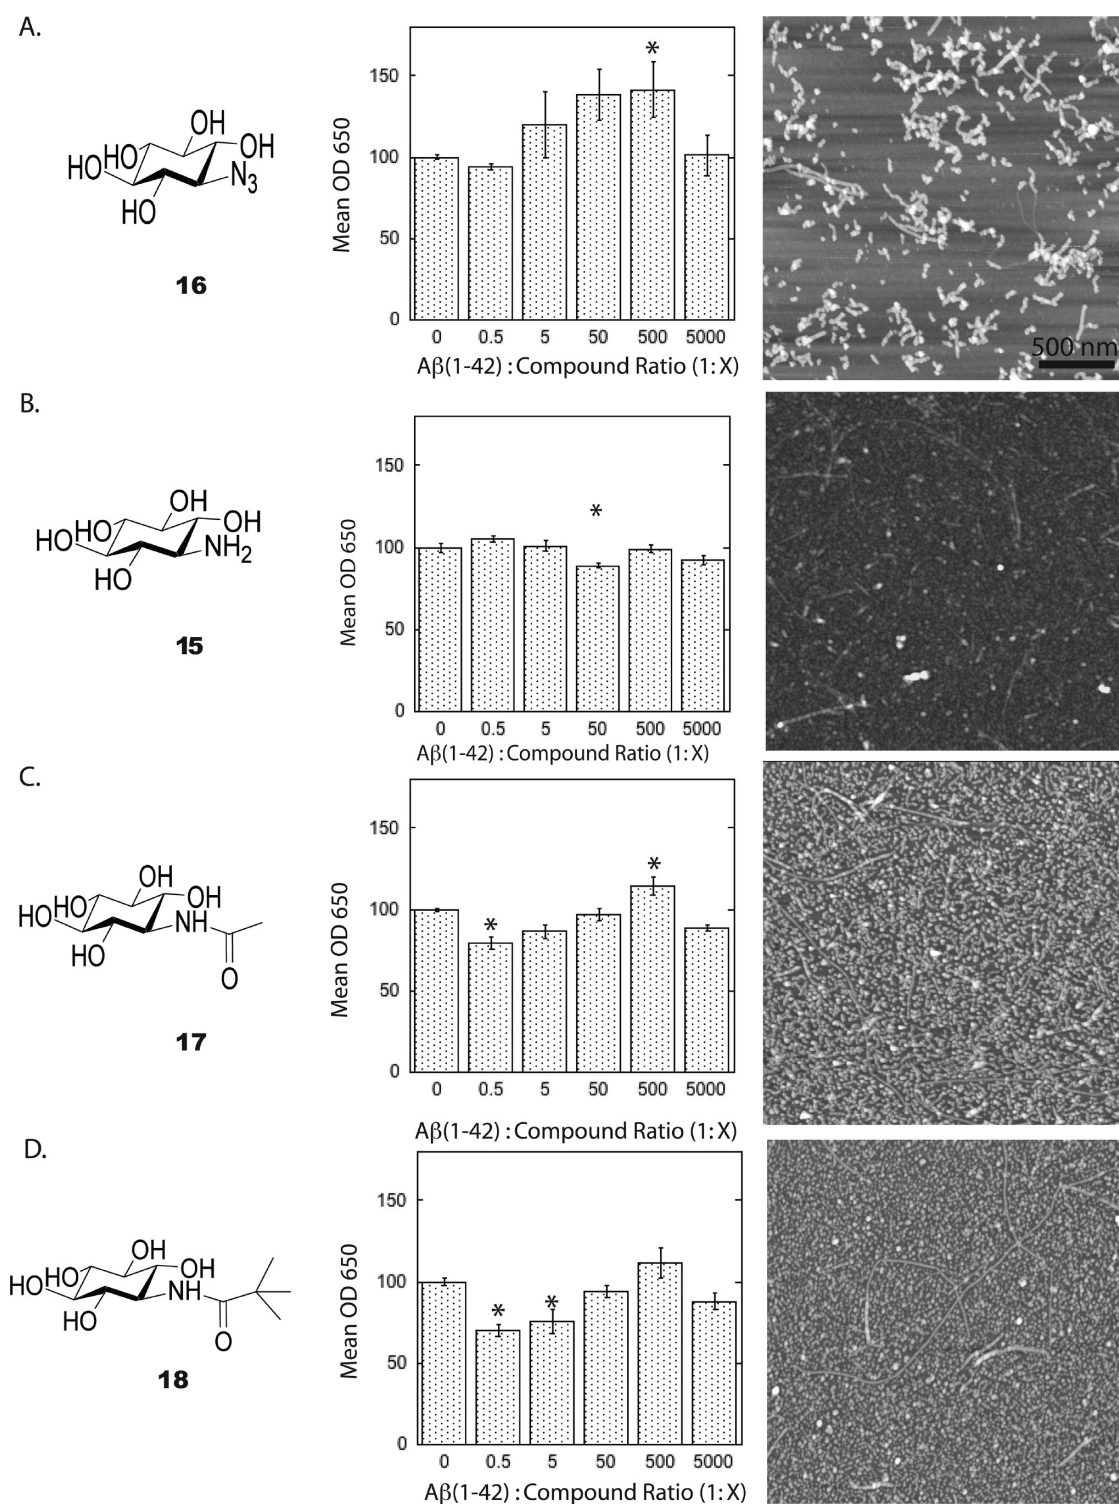 A.
OH
HO
OH
HO
N3
HO
16
Mean OD 650
150
100
50
0
0 0.5 5 50 500 5000
Aβ(1-42) : Compound Ratio (1: X)
*
500 nm
B.
OH
HO
OH
HO
NH2
HO
15
Mean OD 650
150
100
50
0
0 0.5 5 50 500 5000
Aβ(1-42) : Compound Ratio (1: X)
*
C.
OH
HO
OH
HO
NH
HO
O
17
Mean OD 650
150
100
50
0
0 0.5 5 50 500 5000
Aβ(1-42) : Compound Ratio (1: X)
*
*
D.
OH
HO
OH
HO
NH
HO
O
18
Mean OD 650
150
100
50
0
0 0.5 5 50 500 5000
Aβ(1-42) : Compound Ratio (1: X)
*
*